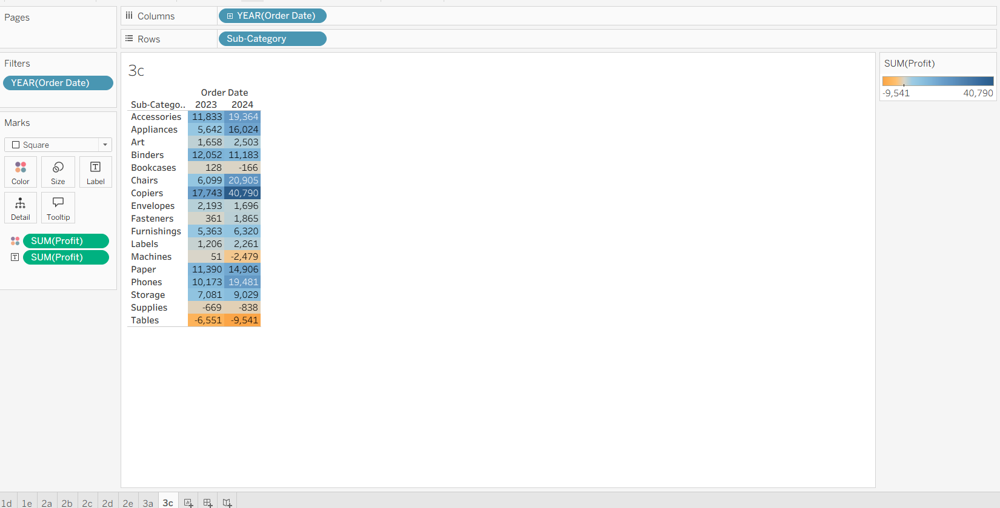 Pages
Columns
YEAR(Order Date)
Rows
Sub-Category
Filters
YEAR(Order Date)
Marks
Square
Color
Size
Label
Detail
Tooltip
SUM(Profit)
SUM(Profit)
3c
Order Date
Sub-Catego.. 2023 2024
Accessories 11,833 19,364
Appliances 5,642 16,024
Art 1,658 2,503
Binders 12,052 11,183
Bookcases 128 -166
Chairs 6,099 20,905
Copiers 17,743 40,790
Envelopes 2,193 1,696
Fasteners 361 1,865
Furnishings 5,363 6,320
Labels 1,206 2,261
Machines 51 -2,479
Paper 11,390 14,906
Phones 10,173 19,481
Storage 7,081 9,029
Supplies -669 -838
Tables -6,551 -9,541
SUM(Profit)
-9,541 40,790
1d 1e 2a 2b 2c 2d 2e 3a 3c